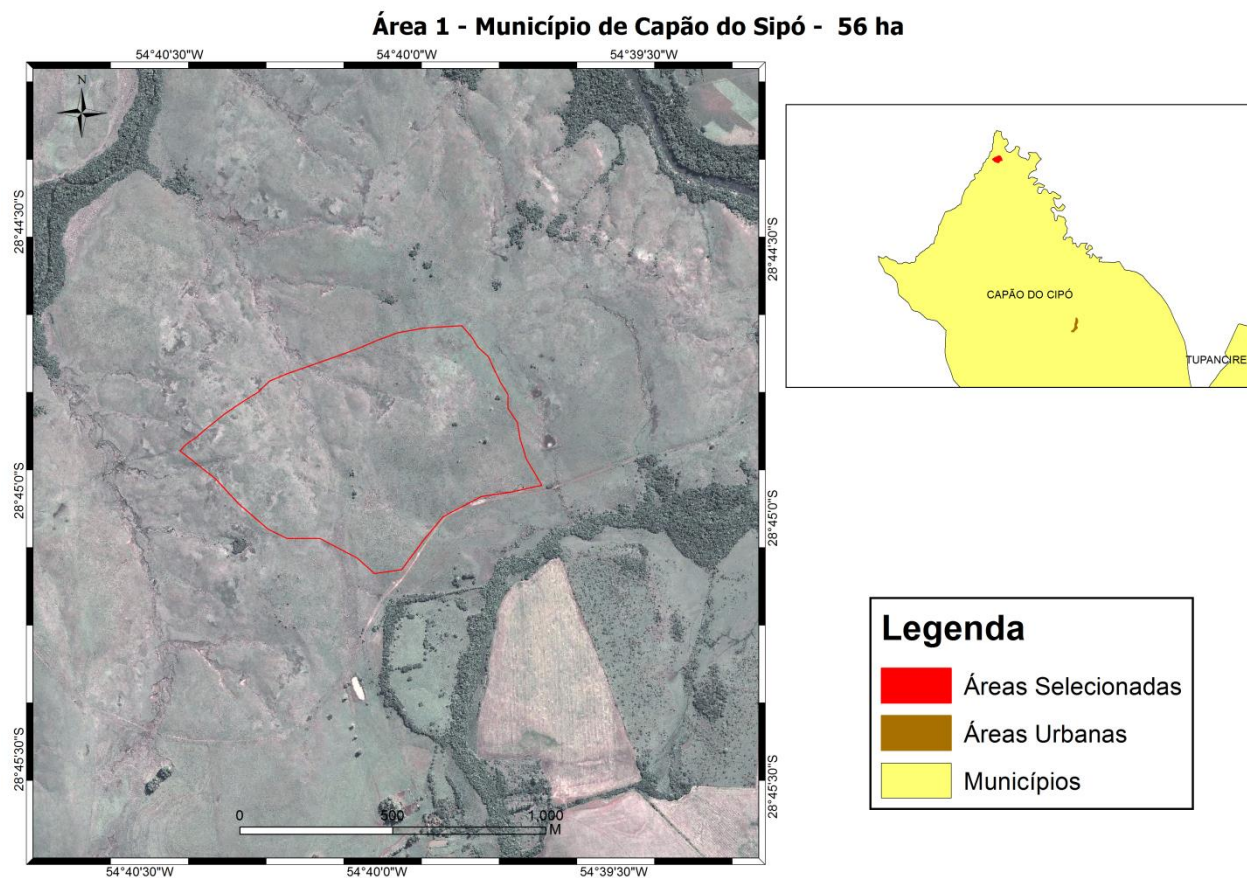 Área 1 - Município de Capão do Sipó - 56 ha
54°40'30"W
54°40'0"W
54°39'30"W
N
28°44'30"S
28°44'30"S
CAPÃO DO CIPÓ
TUPANCIRE
28°45'0"S
28°45'0"S
Legenda
Áreas Selecionadas
Áreas Urbanas
Municípios
28°45'30"S
28°45'30"S
0 500 1,000
M
54°40'30"W
54°40'0"W
54°39'30"W